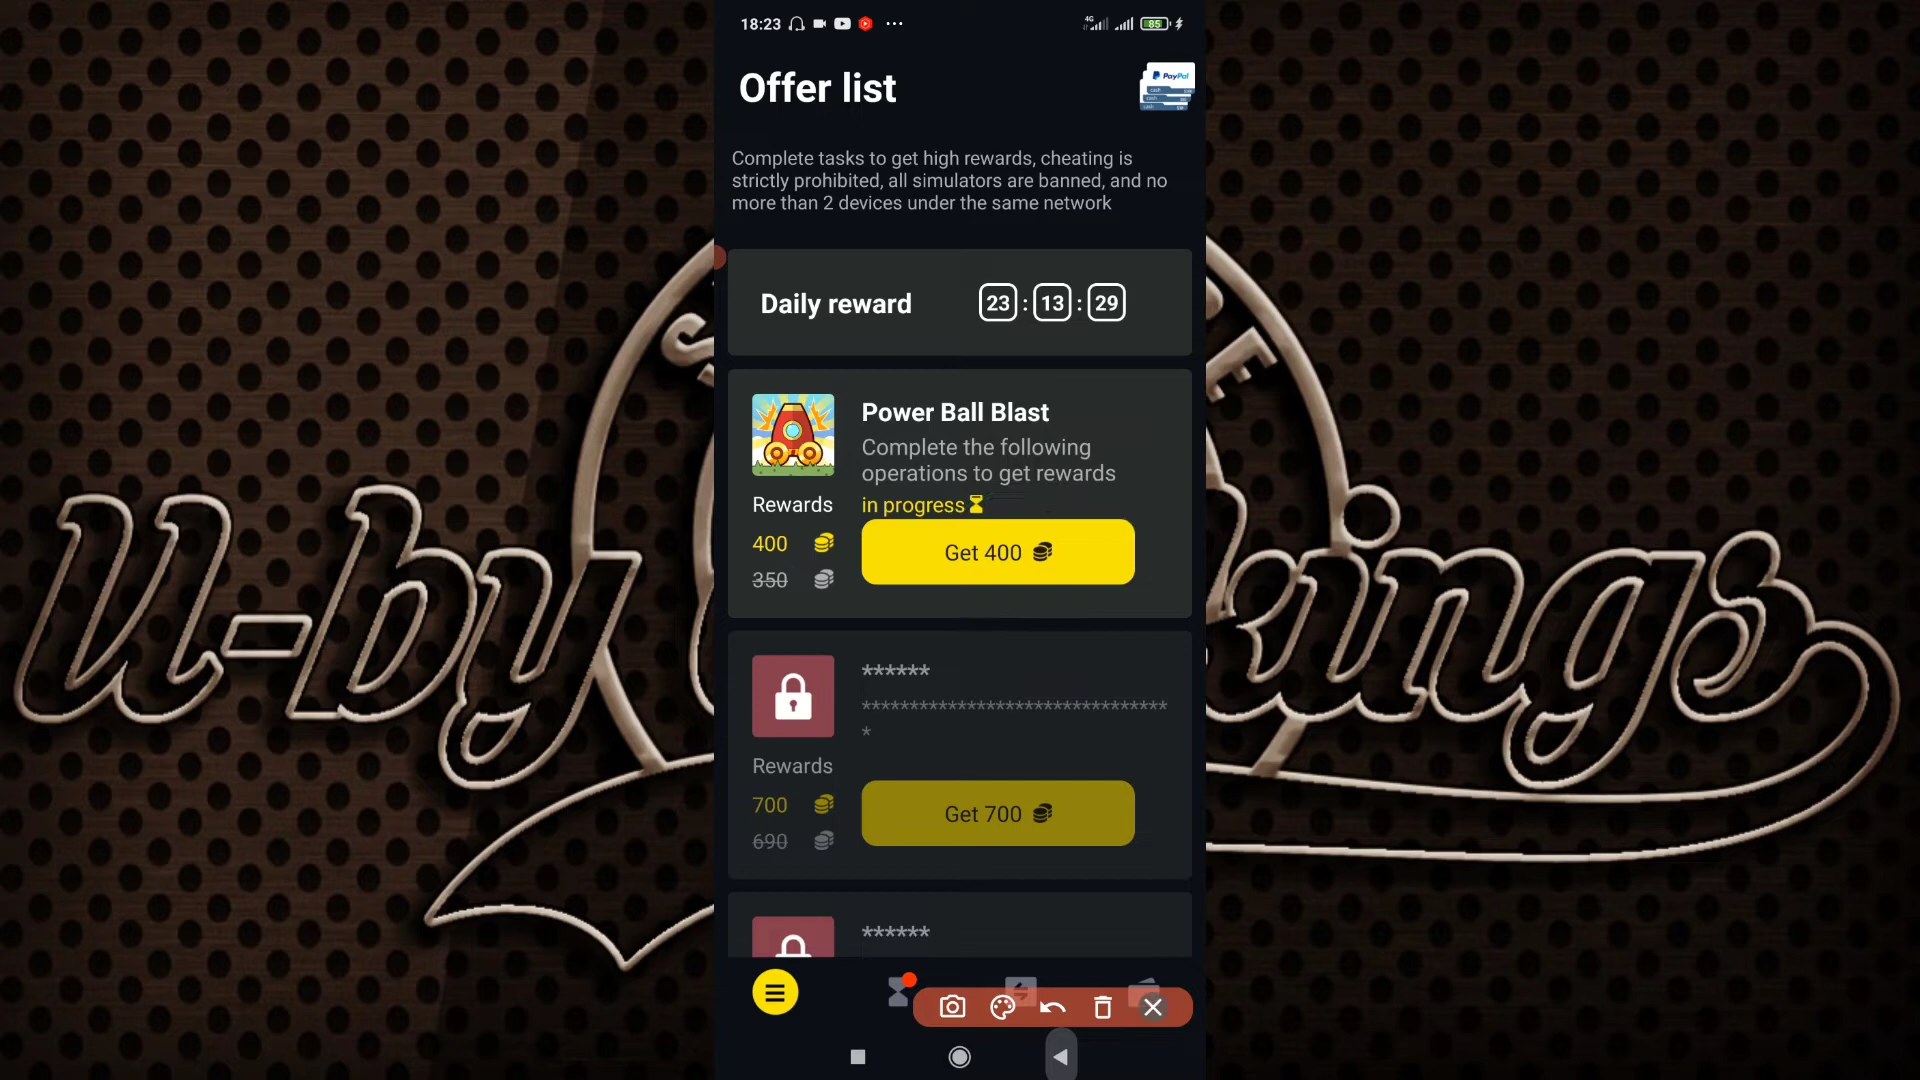 18:23
4G
85
Offer list
PayPal
Complete tasks to get high rewards, cheating is
strictly prohibited, all simulators are banned, and no
more than 2 devices under the same network
Daily reward
23 : 13 : 29
Power Ball Blast
Complete the following
operations to get rewards
Rewards
in progress
400
Get 400
350
******
********************************
*
Rewards
700
Get 700
690
******
U-by
kings